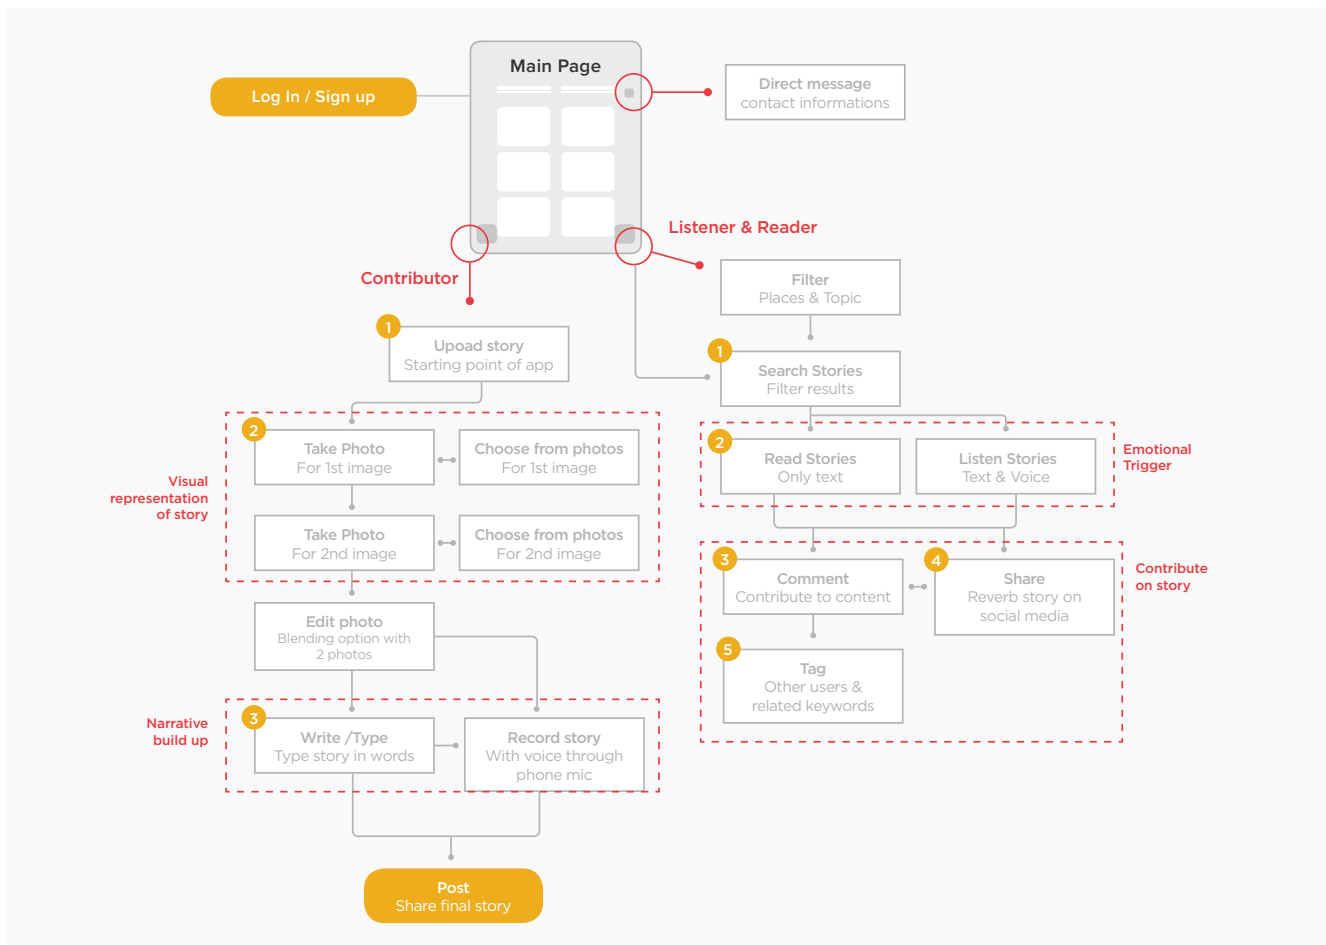 Main Page
Log In / Sign up
Direct message
contact informations
Listener & Reader
Contributor
Filter
Places & Topic
1
Upoad story
Starting point of app
1
Search Stories
Filter results
2
Take Photo
For 1st image
Choose from photos
For 1st image
Visual
representation
of story
Take Photo
For 2nd image
Choose from photos
For 2nd image
2
Read Stories
Only text
Listen Stories
Text & Voice
Emotional
Trigger
3
Comment
Contribute to content
4
Share
Reverb story on
social media
Contribute
on story
5
Tag
Other users &
related keywords
Edit photo
Blending option with
2 photos
Narrative
build up
3
Write /Type
Type story in words
Record story
With voice through
phone mic
Post
Share final story